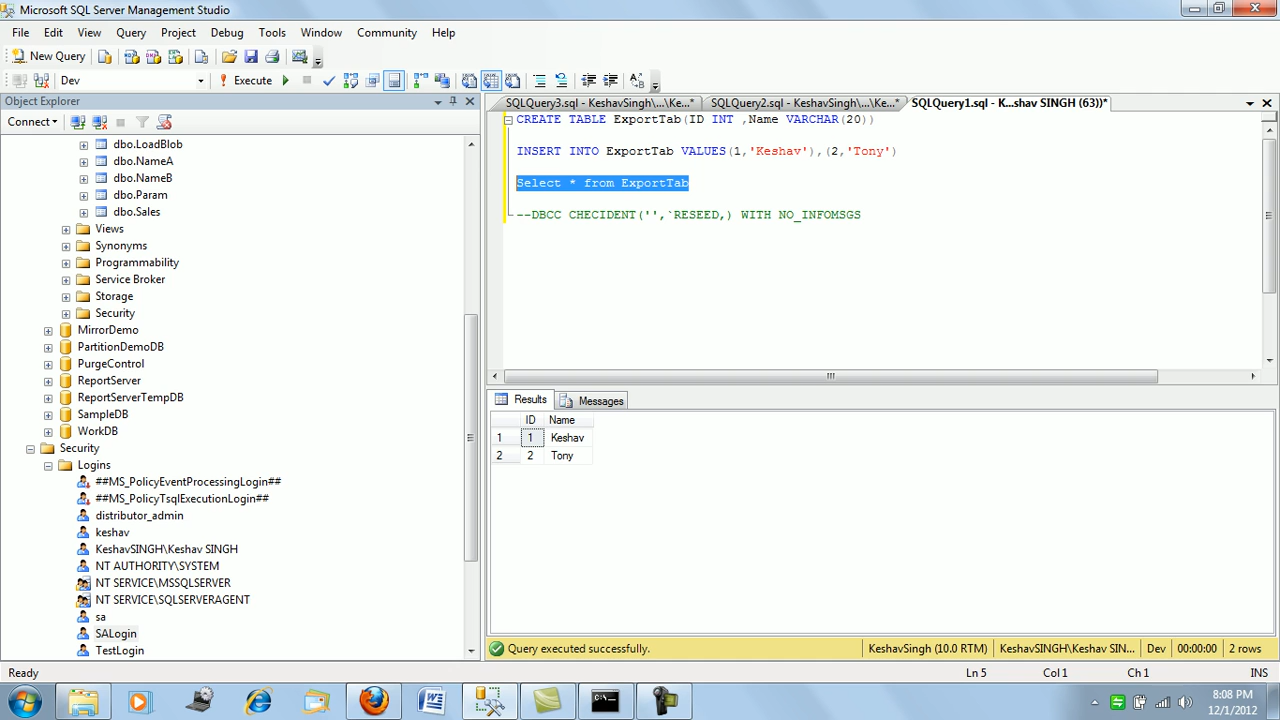 Microsoft SQL Server Management Studio
File Edit View Query Project Debug Tools Window Community Help
New Query
Dev Execute
Object Explorer
Connect
dbo.LoadBlob
dbo.NameA
dbo.NameB
dbo.Param
dbo.Sales
Views
Synonyms
Programmability
Service Broker
Storage
Security
MirrorDemo
PartitionDemoDB
PurgeControl
ReportServer
ReportServerTempDB
SampleDB
WorkDB
Security
Logins
##MS_PolicyEventProcessingLogin##
##MS_PolicyTsqlExecutionLogin##
distributor_admin
keshav
KeshavSINGH\Keshav SINGH
NT AUTHORITY\SYSTEM
NT SERVICE\MSSQLSERVER
NT SERVICE\SQLSERVERAGENT
sa
SALogin
TestLogin
SQLQuery3.sql - KeshavSingh\...\Ke...* SQLQuery2.sql - KeshavSingh\...\Ke...* SQLQuery1.sql - K...shav SINGH (63))*
CREATE TABLE ExportTab(ID INT ,Name VARCHAR(20))
INSERT INTO ExportTab VALUES(1,'Keshav'),(2,'Tony')
Select * from ExportTab
--DBCC CHECIDENT('',`RESEED,) WITH NO_INFOMSGS
Results Messages
ID Name
1 1 Keshav
2 2 Tony
Query executed successfully. KeshavSingh (10.0 RTM) KeshavSINGH\Keshav SIN... Dev 00:00:00 2 rows
Ready Ln 5 Col 1 Ch 1 INS
8:08 PM
12/1/2012